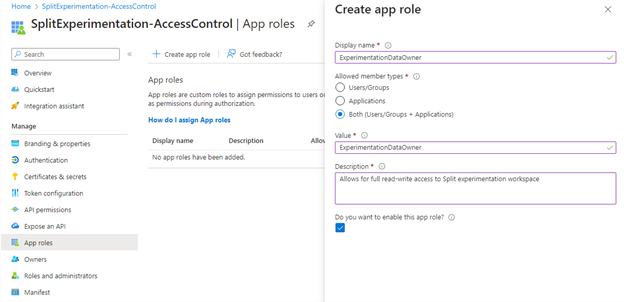 Home > SplitExperimentation-AccessControl
SplitExperimentation-AccessControl | App roles
Search
«
Overview
Quickstart
Integration assistant
Manage
Branding & properties
Authentication
Certificates & secrets
Token configuration
API permissions
Expose an API
App roles
Owners
Roles and administrators
Manifest
+ Create app role
Got feedback?
App roles
App roles are custom roles to assign permissions to users or
as permissions during authorization.
How do I assign App roles
Display name Description Allow
No app roles have been added.
Create app role
Display name *
ExperimentationDataOwner
Allowed member types *
Users/Groups
Applications
Both (Users/Groups + Applications)
Value *
ExperimentationDataOwner
Description *
Allows for full read-write access to Split experimentation workspace
Do you want to enable this app role?